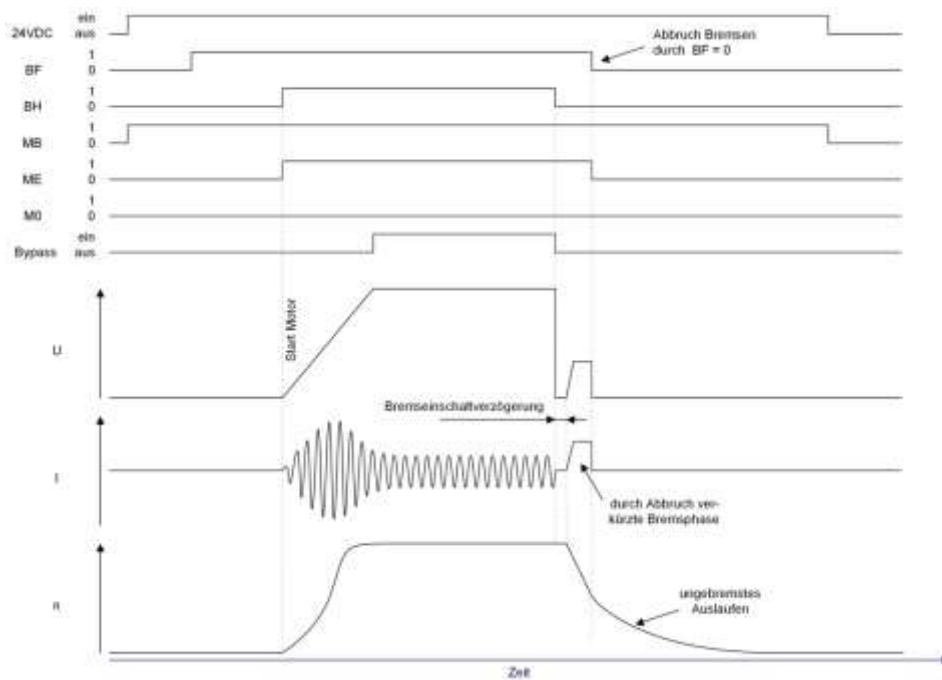 ein
24VDC aus
Abbruch Bremsen
durch BF = 0
1
BF 0
1
BH 0
1
MB 0
1
ME 0
1
M0 0
ein
Bypass aus
Start Motor
U
Bremseinschaltverzögerung
I
durch Abbruch ver-
kürzte Bremsphase
ungebremstes
Auslaufen
n
Zeit